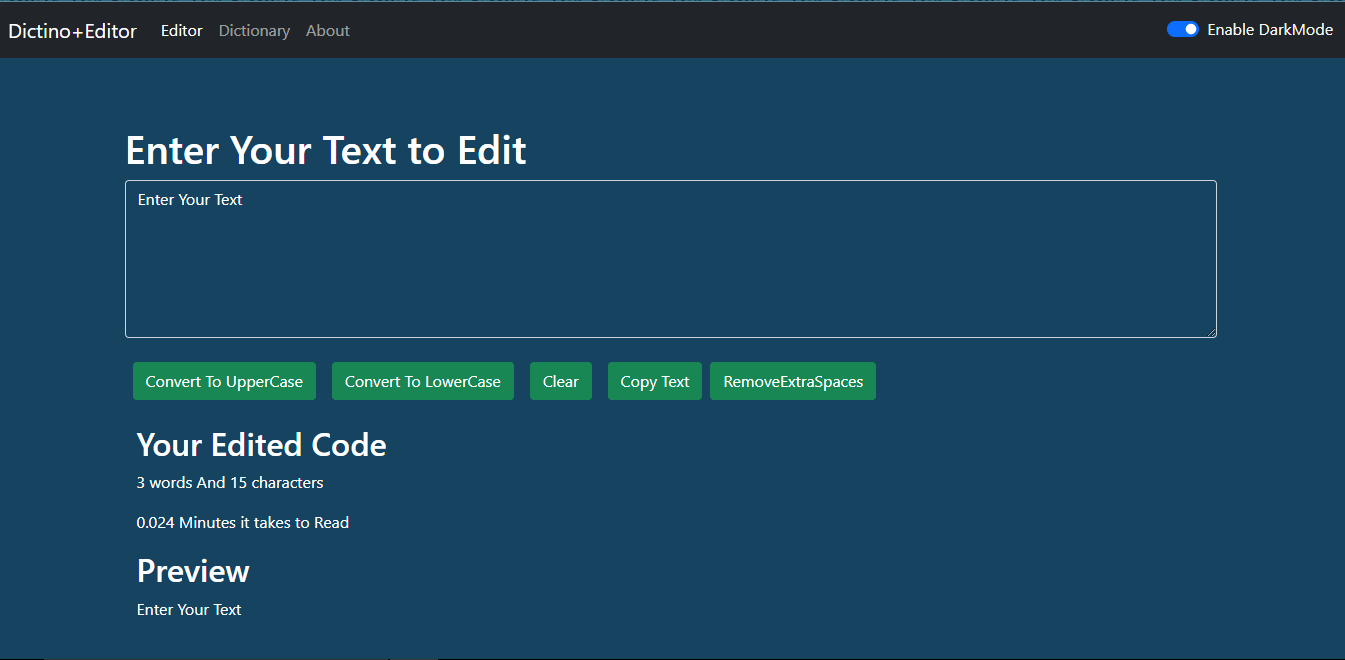 Dictino+Editor Editor Dictionary About Enable DarkMode
Enter Your Text to Edit
Enter Your Text
Convert To UpperCase Convert To LowerCase Clear Copy Text RemoveExtraSpaces
Your Edited Code
3 words And 15 characters
0.024 Minutes it takes to Read
Preview
Enter Your Text